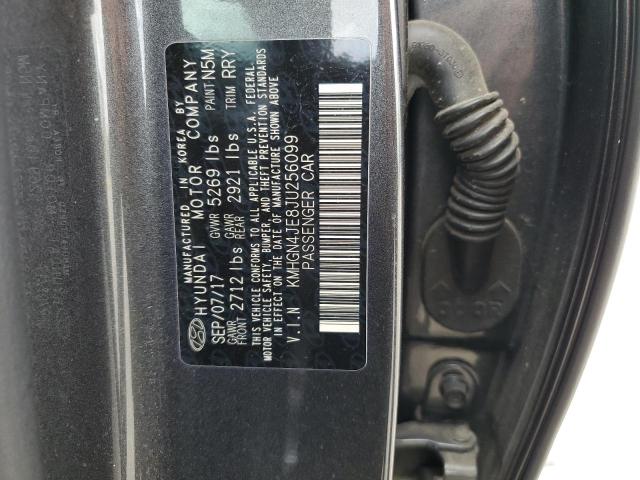 MANUFACTURED IN KOREA BY
HYUNDAI MOTOR COMPANY
SEP/07/17 GVWR 5269 lbs PAINT N5M
GAWR FRONT 2712 lbs GAWR REAR 2921 lbs TRIM RRY
THIS VEHICLE CONFORMS TO ALL APPLICABLE U.S.A. FEDERAL
MOTOR VEHICLE SAFETY, BUMPER, AND THEFT PREVENTION STANDARDS
IN EFFECT ON THE DATE OF MANUFACTURE SHOWN ABOVE.
V.I.N KMHGN4JE8JU256099
PASSENGER CAR